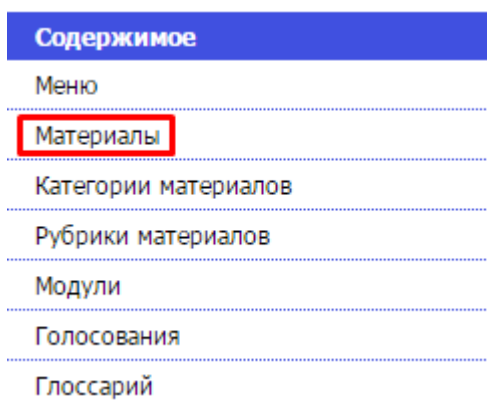 Содержимое
Меню
Материалы
Категории материалов
Рубрики материалов
Модули
Голосования
Глоссарий